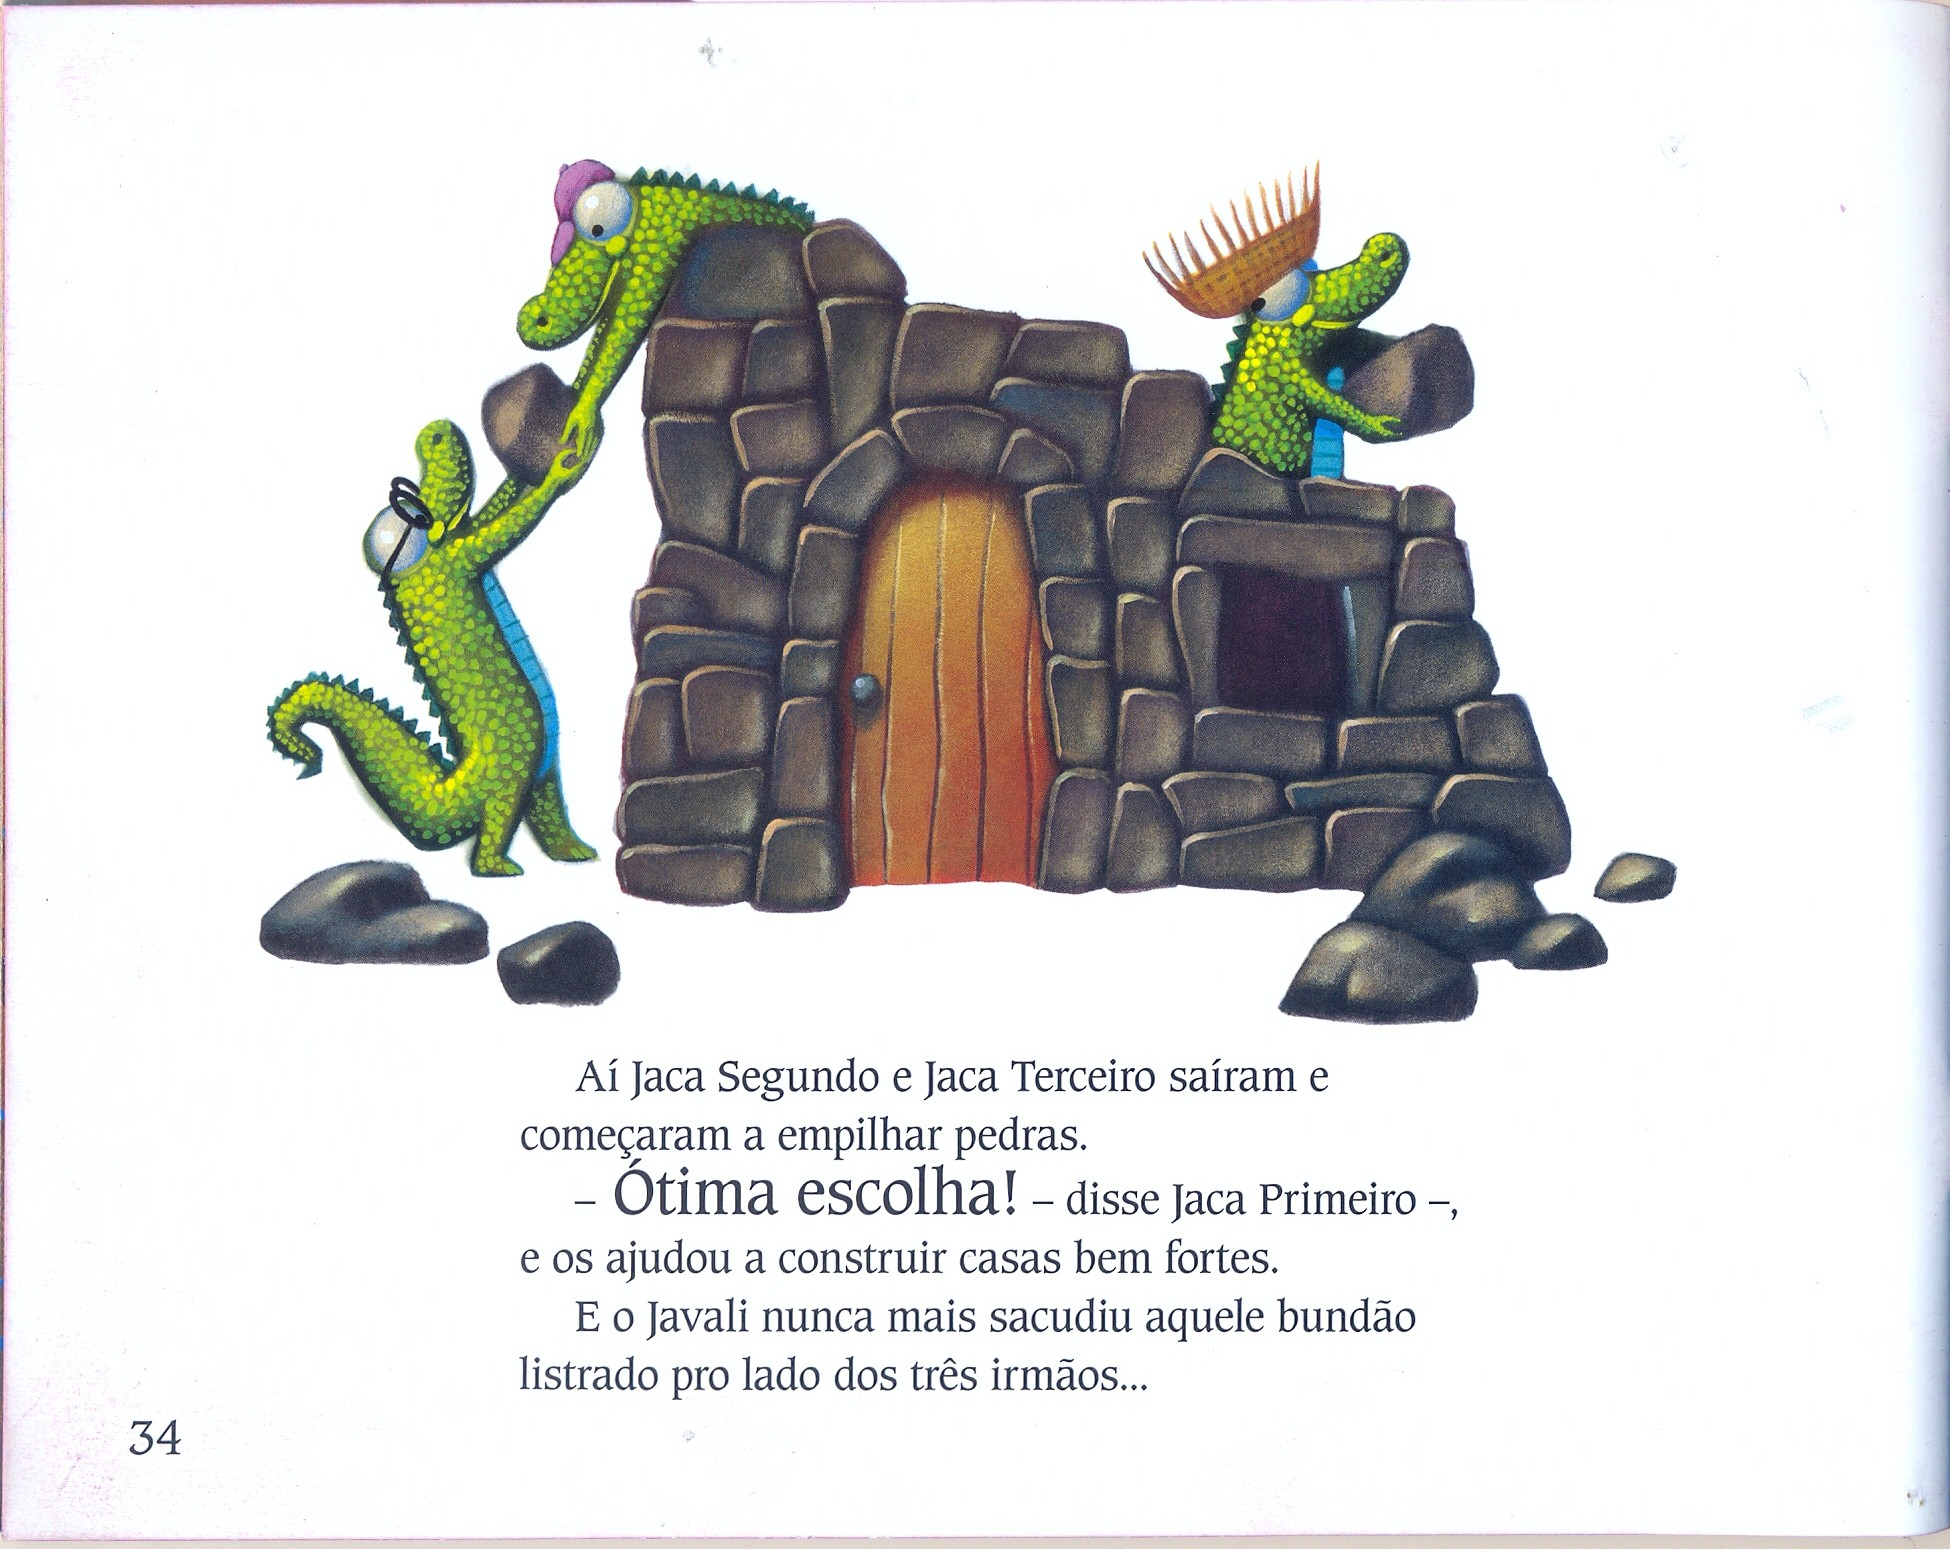 Aí Jaca Segundo e Jaca Terceiro saíram e
começaram a empilhar pedras.
– Ótima escolha! – disse Jaca Primeiro –,
e os ajudou a construir casas bem fortes.
E o Javali nunca mais sacudiu aquele bundão
listrado pro lado dos três irmãos...
34